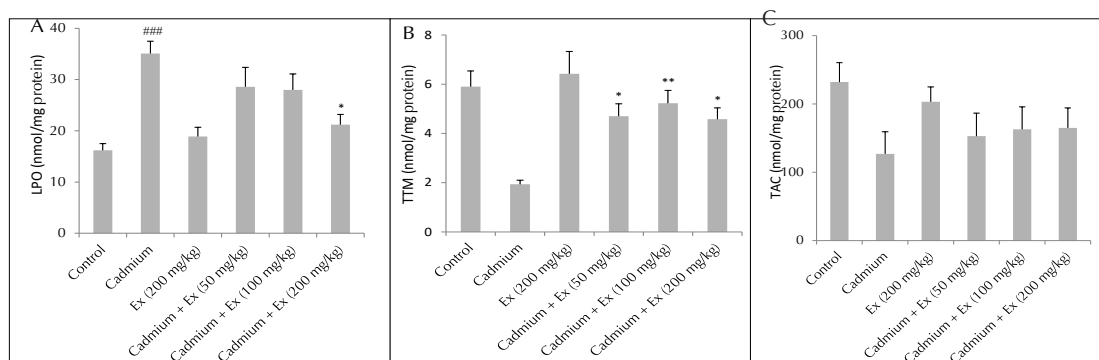 A
LPO (nmol/mg protein)
40
30
20
10
0
###
*
Control
Cadmium
Ex (200 mg/kg)
Cadmium + Ex (50 mg/kg)
Cadmium + Ex (100 mg/kg)
Cadmium + Ex (200 mg/kg)
B
TTM (nmol/mg protein)
8
6
4
2
0
*
**
*
Control
Cadmium
Ex (200 mg/kg)
Cadmium + Ex (50 mg/kg)
Cadmium + Ex (100 mg/kg)
Cadmium + Ex (200 mg/kg)
C
TAC (nmol/mg protein)
300
200
100
0
Control
Cadmium
Ex (200 mg/kg)
Cadmium + Ex (50 mg/kg)
Cadmium + Ex (100 mg/kg)
Cadmium + Ex (200 mg/kg)